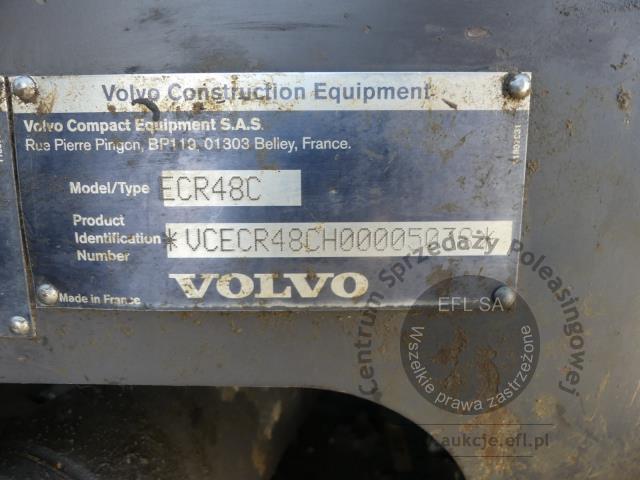 Volvo Construction Equipment
Volvo Compact Equipment S.A.S.
Rue Pierre Pingon, BP119, 01303 Belley, France.
Model/Type ECR48C
Product
Identification
Number
VOLVO
Made in France
Centrum Sprzedaży Poleasingowej
EFL SA
Wszelkie prawa zastrzeżone
aukcje.efl.pl